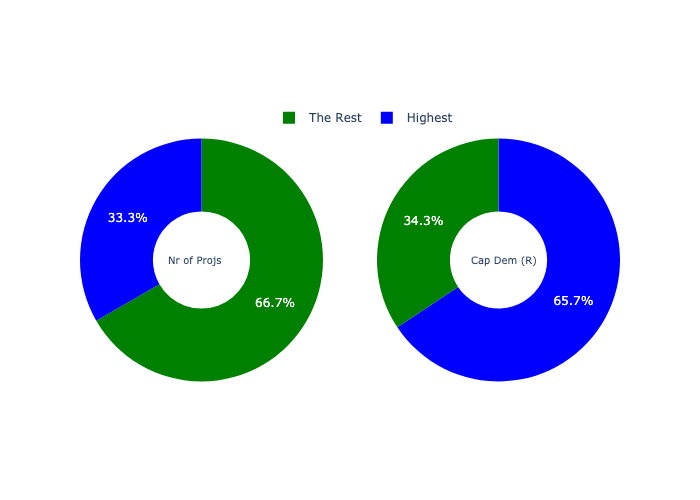 The Rest
Highest
33.3%
Nr of Projs
66.7%
34.3%
Cap Dem (R)
65.7%